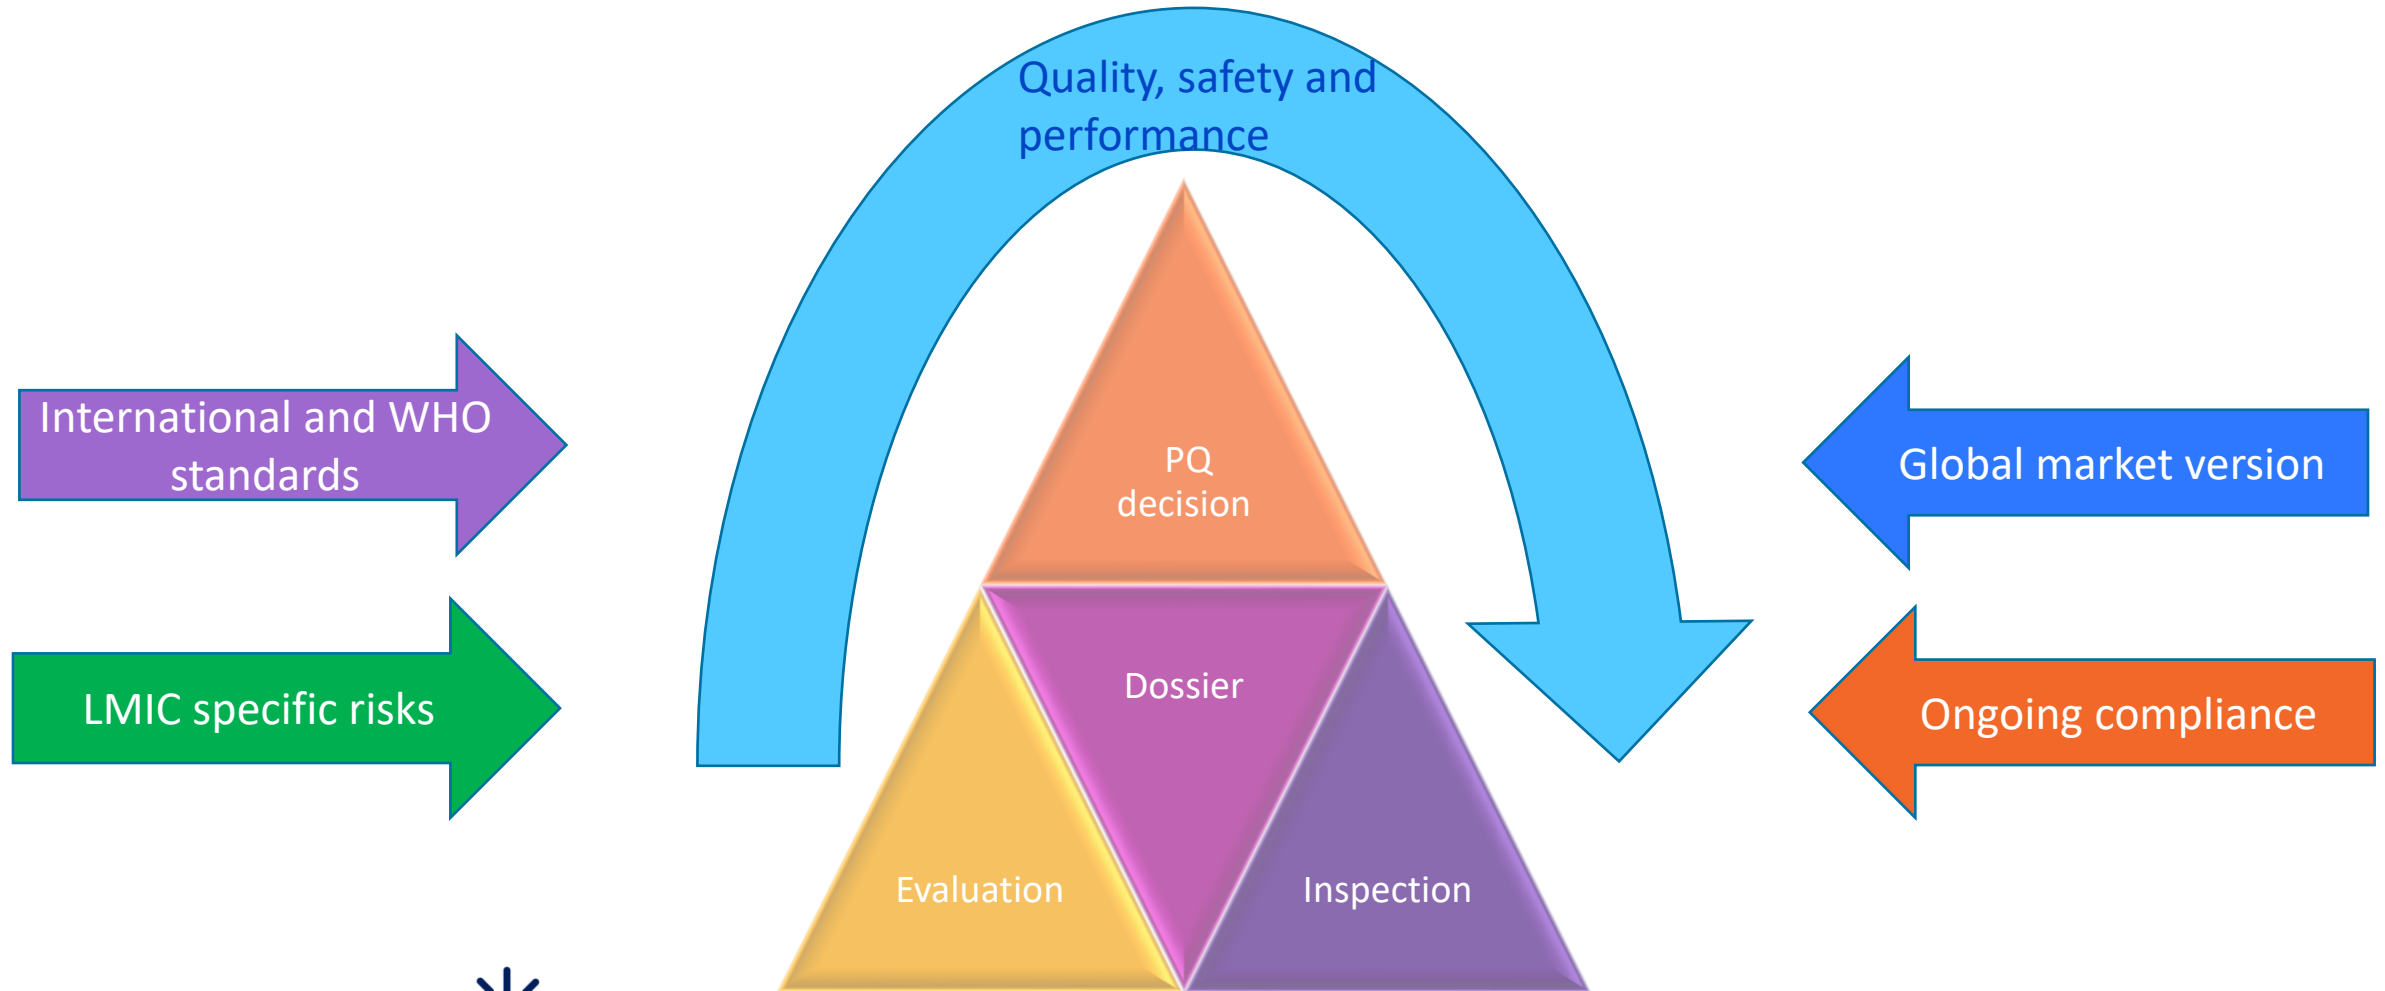 Quality, safety and
performance
International and WHO
standards
PQ
decision
Global market version
LMIC specific risks
Dossier
Ongoing compliance
Evaluation
Inspection